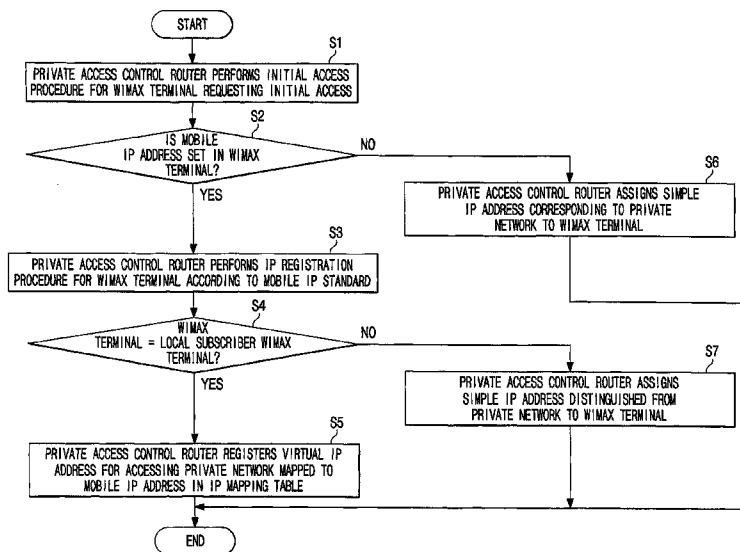 START
S1
PRIVATE ACCESS CONTROL ROUTER PERFORMS INITIAL ACCESS
PROCEDURE FOR WIMAX TERMINAL REQUESTING INITIAL ACCESS
S2
IS MOBILE
IP ADDRESS SET IN WIMAX
TERMINAL?
NO
YES
S6
PRIVATE ACCESS CONTROL ROUTER ASSIGNS SIMPLE
IP ADDRESS CORRESPONDING TO PRIVATE
NETWORK TO WIMAX TERMINAL
S3
PRIVATE ACCESS CONTROL ROUTER PERFORMS IP REGISTRATION
PROCEDURE FOR WIMAX TERMINAL ACCORDING TO MOBILE IP STANDARD
S4
WIMAX
TERMINAL = LOCAL SUBSCRIBER WIMAX
TERMINAL?
NO
YES
S7
PRIVATE ACCESS CONTROL ROUTER ASSIGNS
SIMPLE IP ADDRESS DISTINGUISHED FROM
PRIVATE NETWORK TO WIMAX TERMINAL
S5
PRIVATE ACCESS CONTROL ROUTER REGISTERS VIRTUAL IP
ADDRESS FOR ACCESSING PRIVATE NETWORK MAPPED TO
MOBILE IP ADDRESS IN IP MAPPING TABLE
END